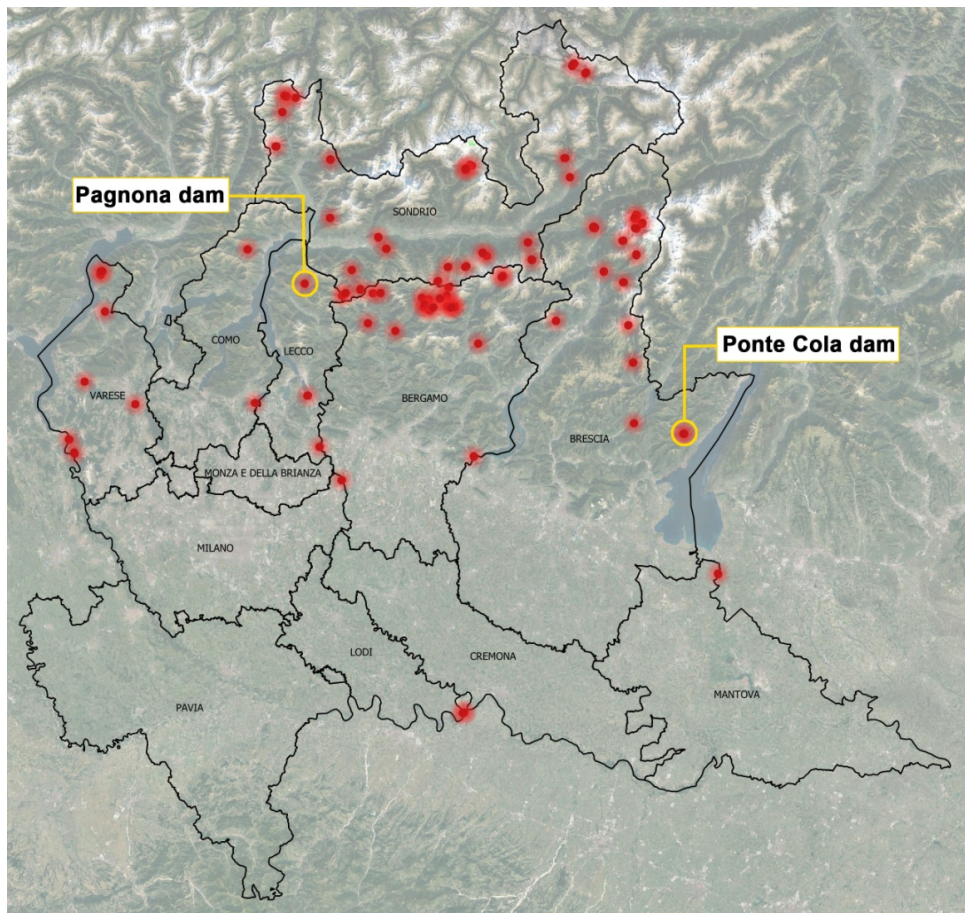 Pagnona dam
SONDRIO
COMO
LECCO
Ponte Cola dam
VARESE
BERGAMO
BRESCIA
MONZA E DELLA BRIANZA
MILANO
LODI
CREMONA
PAVIA
MANTOVA